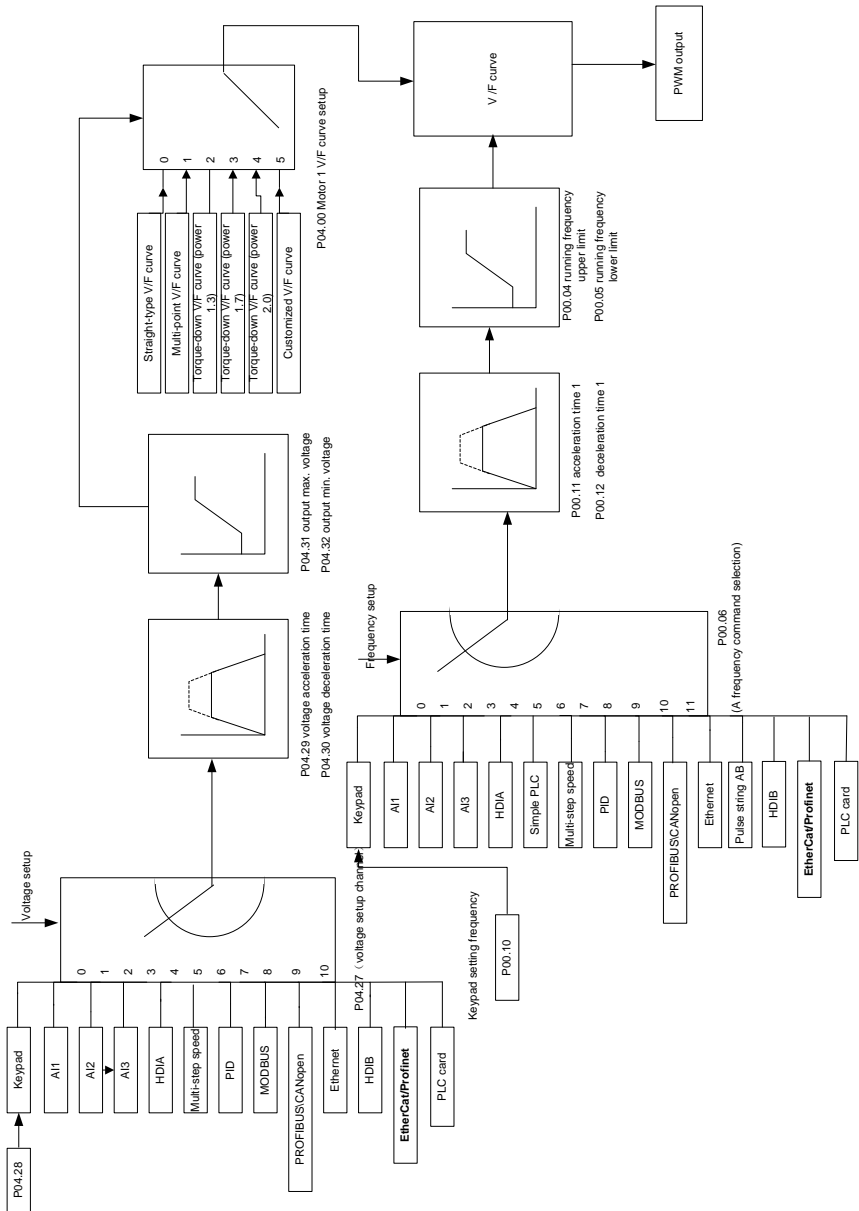 P04.28
Keypad
AI1
AI2
AI3
HDIA
Multi-step speed
PID
MODBUS
PROFIBUS\CANopen
Ethernet
HDIB
EtherCat/Profinet
PLC card
Voltage setup
0
1
2
3
4
5
6
7
8
9
10
P04.27（voltage setup channel）
P04.29 voltage acceleration time
P04.30 voltage deceleration time
P04.31 output max. voltage
P04.32 output min. voltage
Straight-type V/F curve
Multi-point V/F curve
Torque-down V/F curve (power
1.3)
Torque-down V/F curve (power
1.7)
Torque-down V/F curve (power
2.0)
Customized V/F curve
0
1
2
3
4
5
P04.00 Motor 1 V/F curve setup
Keypad setting frequency
P00.10
Keypad
AI1
AI2
AI3
HDIA
Simple PLC
Multi-step speed
PID
MODBUS
PROFIBUS\CANopen
Ethernet
Pulse string AB
HDIB
EtherCat/Profinet
PLC card
Frequency setup
0
1
2
3
4
5
6
7
8
9
10
11
P00.06
(A frequency command selection)
P00.11 acceleration time 1
P00.12 deceleration time 1
P00.04 running frequency
upper limit
P00.05 running frequency
lower limit
V /F curve
PWM output